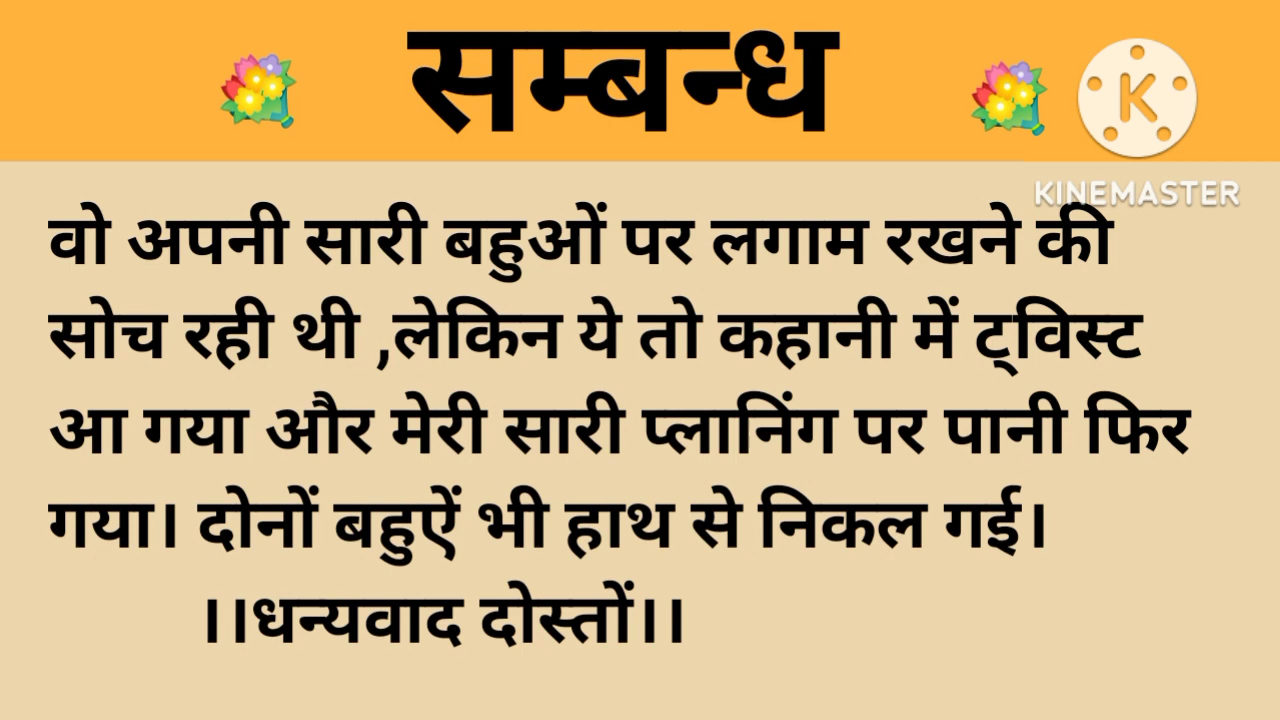 सम्बन्ध
K
KINEMASTER
वो अपनी सारी बहुओं पर लगाम रखने की
सोच रही थी ,लेकिन ये तो कहानी में ट्विस्ट
आ गया और मेरी सारी प्लानिंग पर पानी फिर
गया। दोनों बहुऐं भी हाथ से निकल गई।
।।धन्यवाद दोस्तों।।